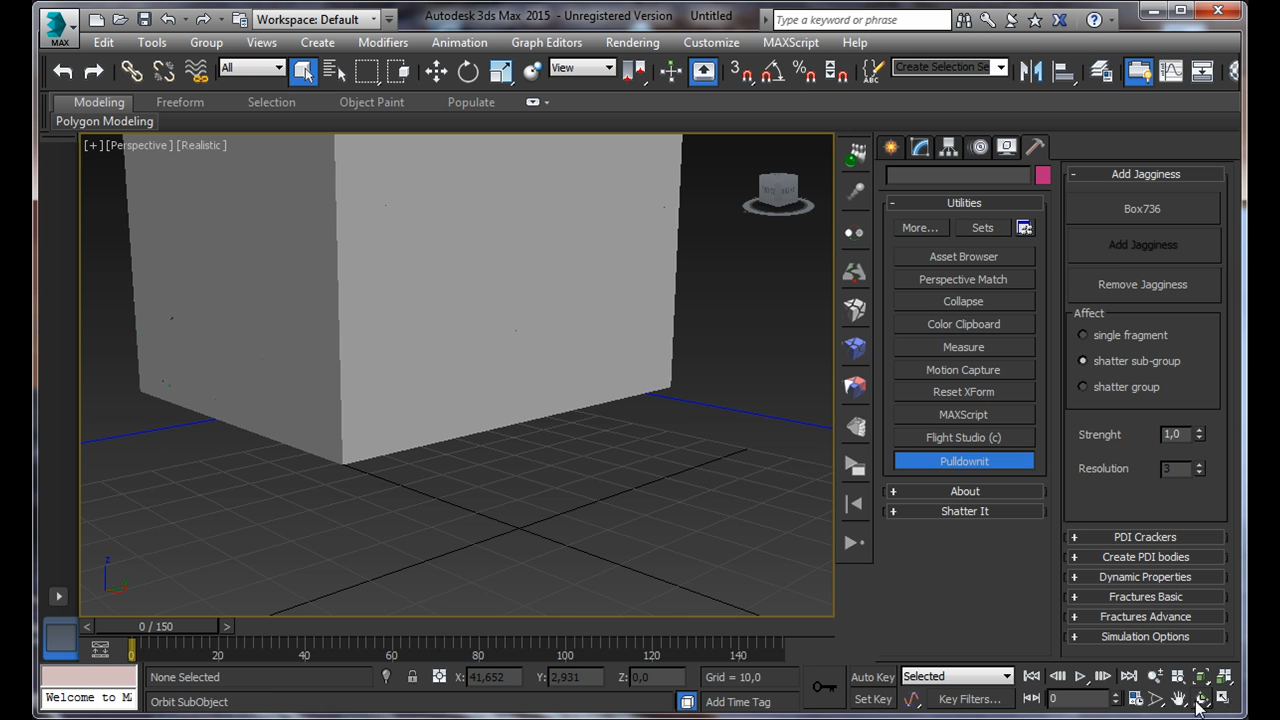 MAX
Workspace: Default
Autodesk 3ds Max 2015 - Unregistered Version
Untitled
Type a keyword or phrase
Edit
Tools
Group
Views
Create
Modifiers
Animation
Graph Editors
Rendering
Customize
MAXScript
Help
All
View
Create Selection Se
Modeling
Freeform
Selection
Object Paint
Populate
Polygon Modeling
[+] [Perspective ] [Realistic ]
z
Utilities
More...
Sets
Asset Browser
Perspective Match
Collapse
Color Clipboard
Measure
Motion Capture
Reset XForm
MAXScript
Flight Studio (c)
Pulldownit
About
Shatter It
Add Jagginess
Box736
Add Jagginess
Remove Jagginess
Affect
single fragment
shatter sub-group
shatter group
Strenght 1,0
Resolution 3
PDI Crackers
Create PDI bodies
Dynamic Properties
Fractures Basic
Fractures Advance
Simulation Options
< 0 / 150 >
0 20 40 60 80 100 120 140
None Selected
X: 41,652
Y: 2,931
Z: 0,0
Grid = 10,0
Auto Key
Selected
Welcome to M
Orbit SubObject
Add Time Tag
Set Key
Key Filters...
0